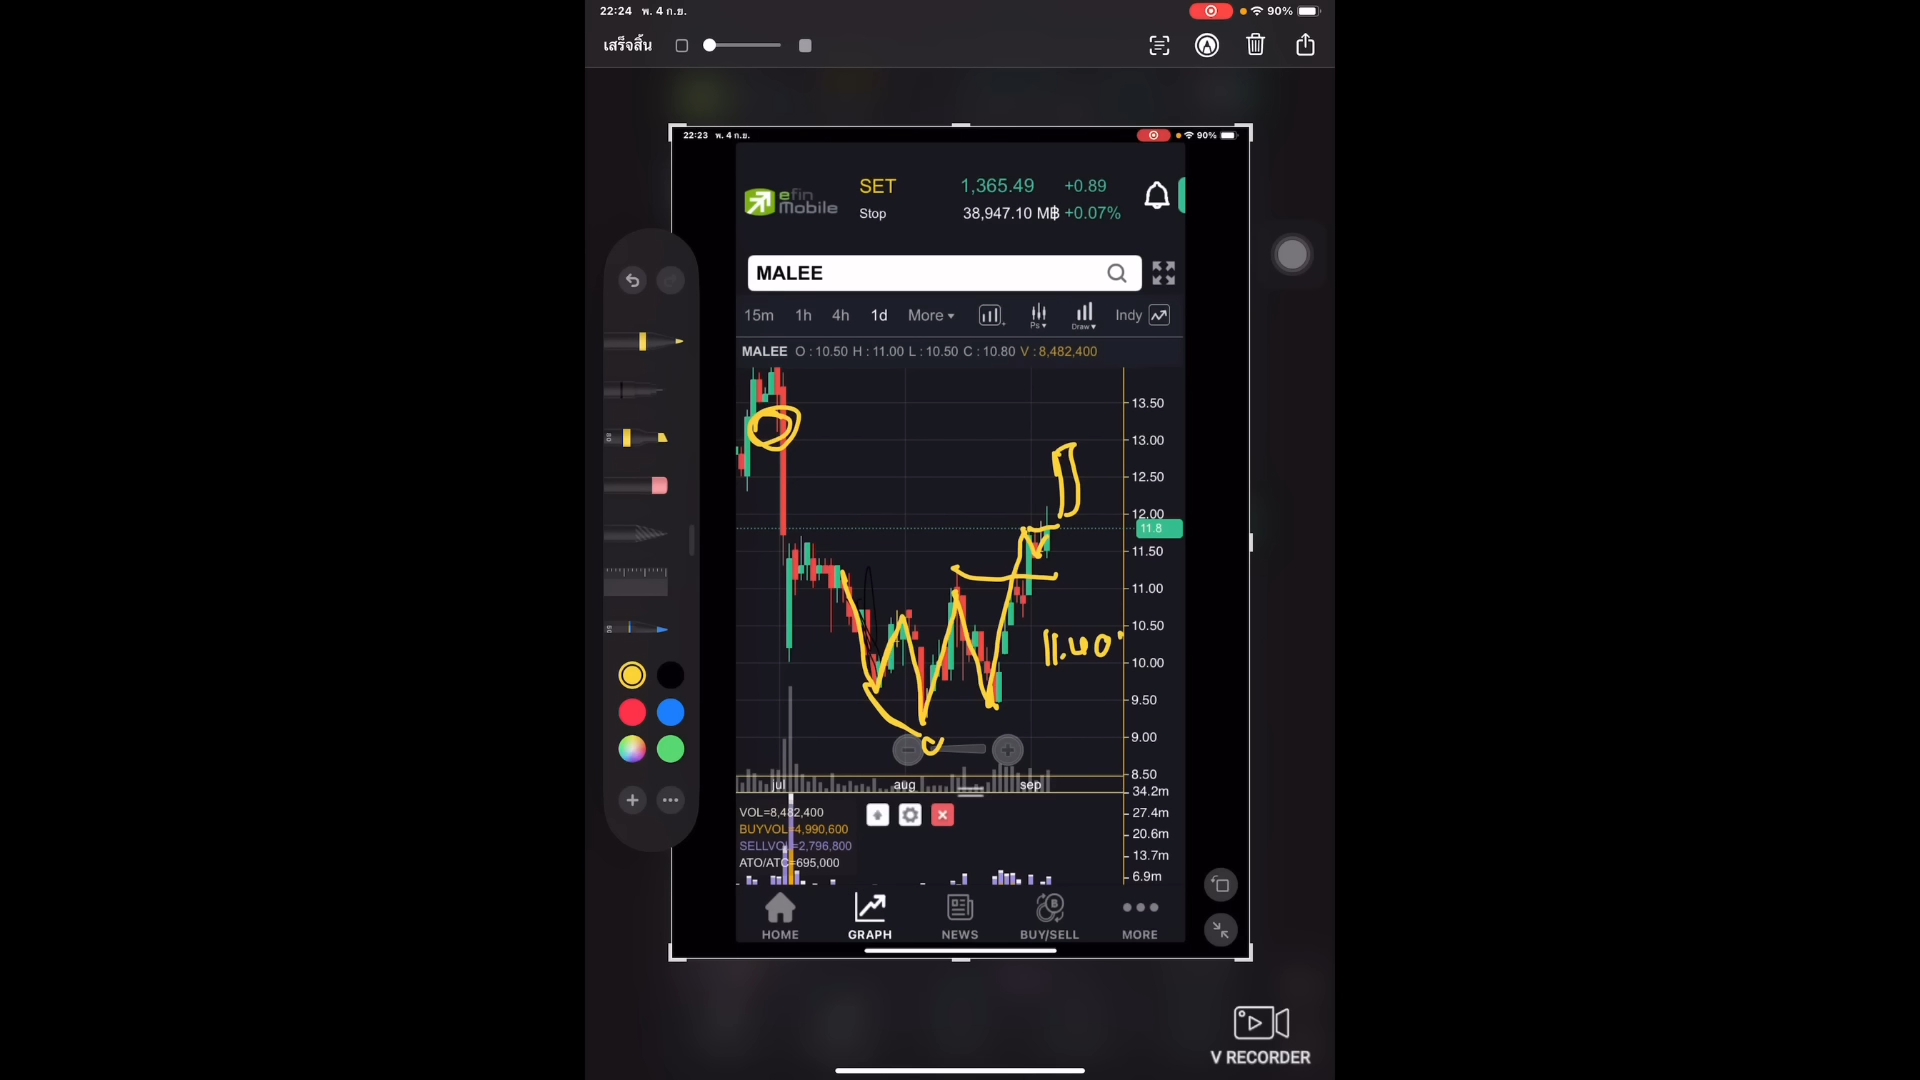 22:24 พ. 4 ก.ย. 90%
เสร็จสิ้น
22:23 พ. 4 ก.ย. 90%
efin Mobile
SET 1,365.49 +0.89
Stop 38,947.10 M฿ +0.07%
MALEE
15m 1h 4h 1d More Ps Draw Indy
MALEE O : 10.50 H : 11.00 L : 10.50 C : 10.80 V : 8,482,400
13.50
13.00
12.50
12.00
11.8
11.50
11.00
10.50
11.40
10.00
9.50
9.00
8.50
jul aug sep
34.2m
VOL=8,482,400
27.4m
BUYVOL=4,990,600
20.6m
SELLVOL=2,796,800
13.7m
ATO/ATC=695,000
6.9m
HOME GRAPH NEWS BUY/SELL MORE
V RECORDER